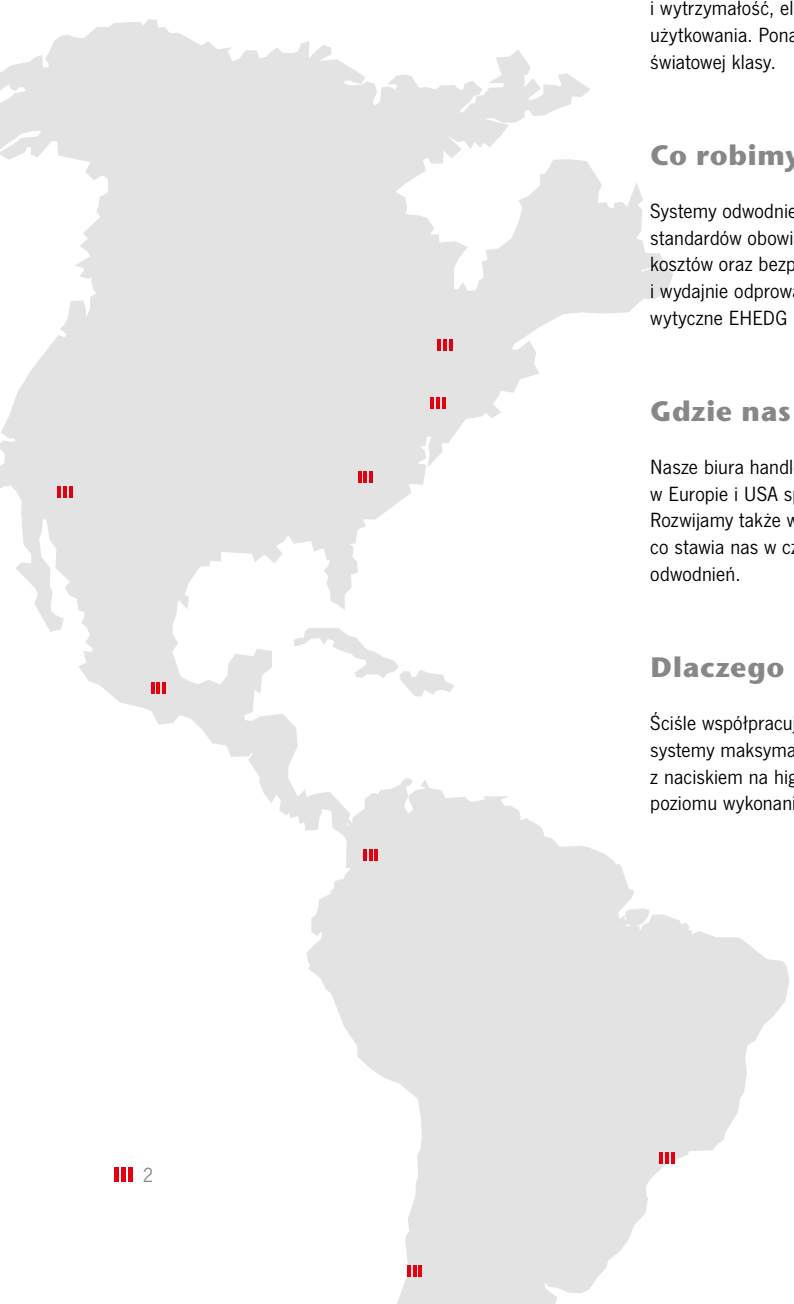 i wytrzymałość, el
użytkowania. Pona
światowej klasy.
Co robimy
Systemy odwodnie
standardów obowi
kosztów oraz bezp
i wydajnie odprowa
wytyczne EHEDG
Gdzie nas
Nasze biura handl
w Europie i USA sp
Rozwijamy także w
co stawia nas w cz
odwodnień.
Dlaczego
Ściśle współpracuj
systemy maksyma
z naciskiem na hig
poziomu wykonani
2